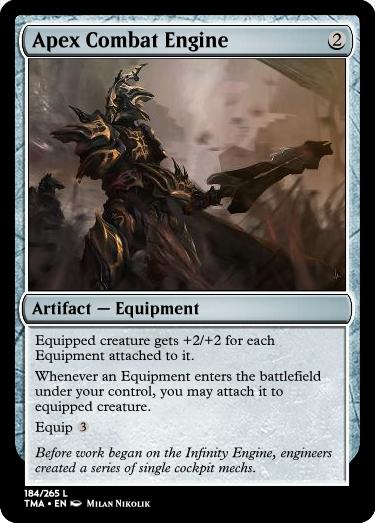 Apex Combat Engine 2
Artifact — Equipment
Equipped creature gets +2/+2 for each
Equipment attached to it.
Whenever an Equipment enters the battlefield
under your control, you may attach it to
equipped creature.
Equip 3
Before work began on the Infinity Engine, engineers
created a series of single cockpit mechs.
184/265 L
TMA • EN Milan Nikolik